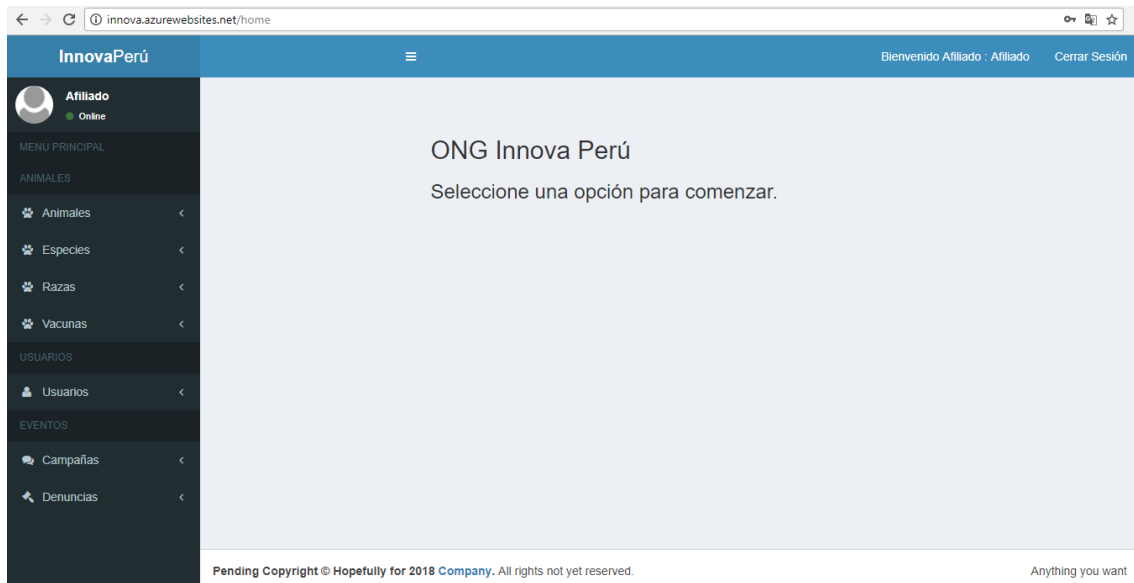 innova.azurewebsites.net/home
InnovaPerú
Bienvenido Afiliado : Afiliado
Cerrar Sesión
Afiliado
Online
MENU PRINCIPAL
ANIMALES
Animales
Especies
Razas
Vacunas
USUARIOS
Usuarios
EVENTOS
Campañas
Denuncias
ONG Innova Perú
Seleccione una opción para comenzar.
Pending Copyright © Hopefully for 2018 Company. All rights not yet reserved.
Anything you want